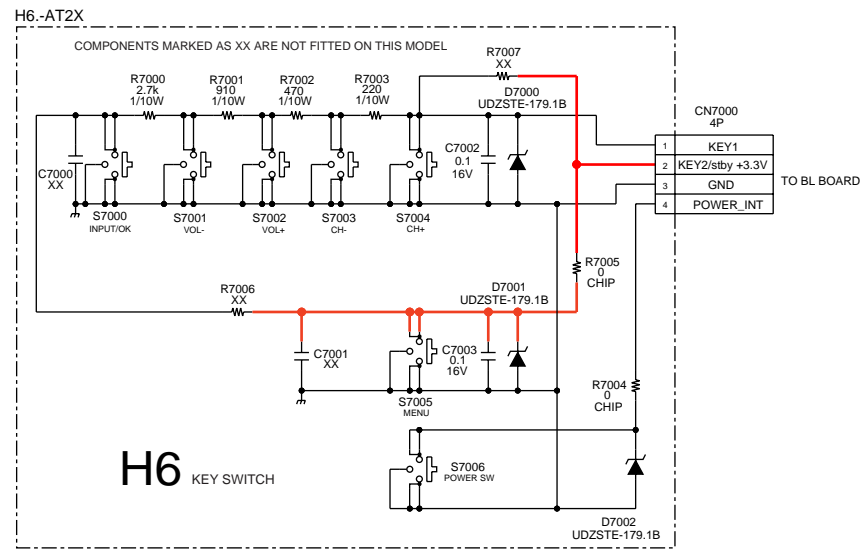 H6.-AT2X
COMPONENTS MARKED AS XX ARE NOT FITTED ON THIS MODEL
R7007
XX
R7000
2.7k
1/10W
R7001
910
1/10W
R7002
470
1/10W
R7003
220
1/10W
D7000
UDZSTE-179.1B
CN7000
4P
C7000
XX
C7002
0.1
16V
1 KEY1
2 KEY2/stby +3.3V
3 GND
4 POWER_INT
TO BL BOARD
S7000
INPUT/OK
S7001
VOL-
S7002
VOL+
S7003
CH-
S7004
CH+
R7005
0
CHIP
R7006
XX
D7001
UDZSTE-179.1B
C7001
XX
C7003
0.1
16V
S7005
MENU
R7004
0
CHIP
H6 KEY SWITCH
S7006
POWER SW
D7002
UDZSTE-179.1B